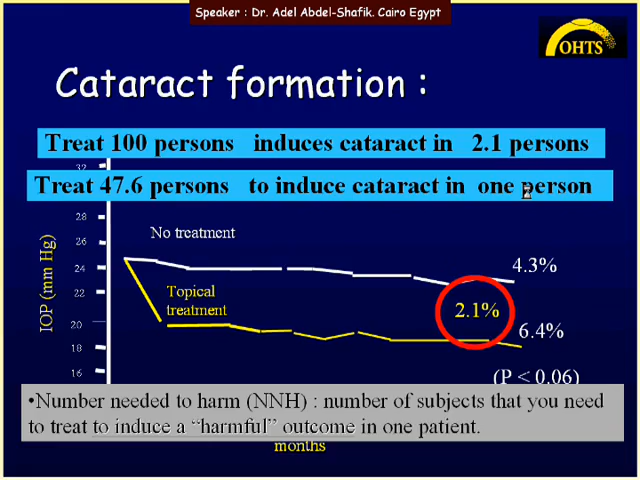 Speaker : Dr. Adel Abdel-Shafik. Cairo Egypt
OHTS
Cataract formation :
Treat 100 persons induces cataract in 2.1 persons
32
Treat 47.6 persons to induce cataract in one person
28
No treatment
26
24
4.3%
IOP (mm Hg)
22
Topical
treatment
2.1%
20
6.4%
18
16
(P < 0.06)
•Number needed to harm (NNH) : number of subjects that you need
to treat to induce a “harmful” outcome in one patient.
months